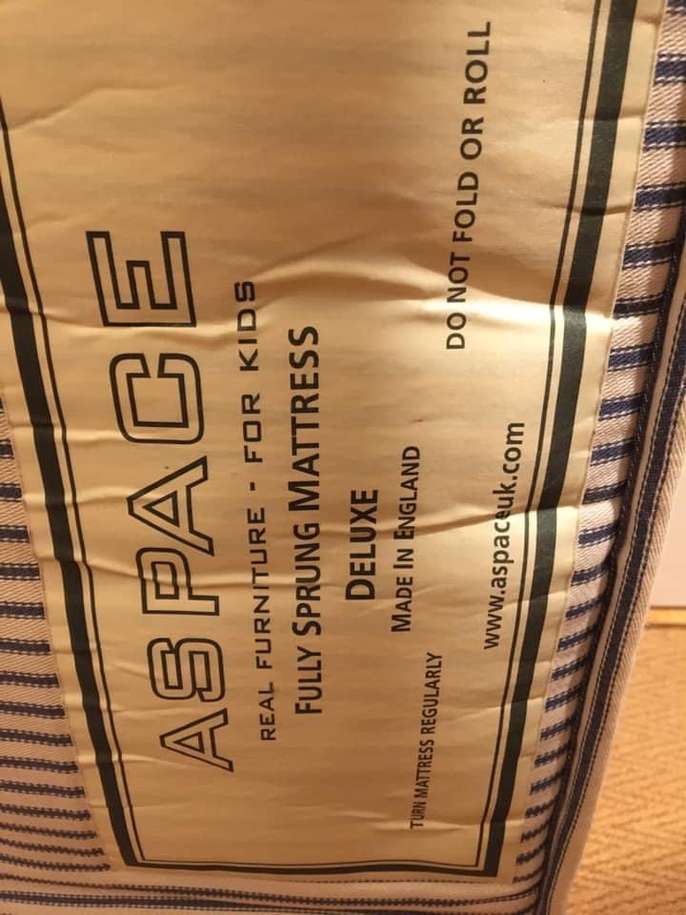 ASPACE
REAL FURNITURE - FOR KIDS
FULLY SPRUNG MATTRESS
DELUXE
MADE IN ENGLAND
TURN MATTRESS REGULARLY
DO NOT FOLD OR ROLL
www.aspaceuk.com